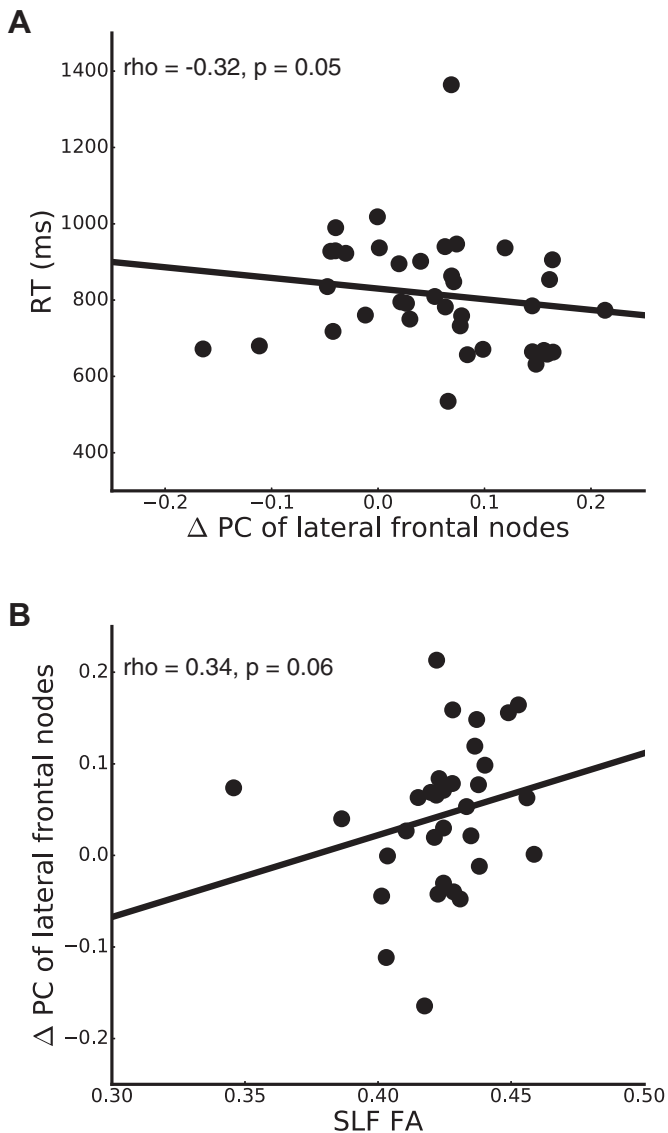 A
rho = -0.32, p = 0.05
1400
1200
1000
800
600
400
RT (ms)
−0.2 −0.1 0.0 0.1 0.2
Δ PC of lateral frontal nodes
B
rho = 0.34, p = 0.06
0.2
0.1
0.0
−0.1
−0.2
Δ PC of lateral frontal nodes
0.30 0.35 0.40 0.45 0.50
SLF FA